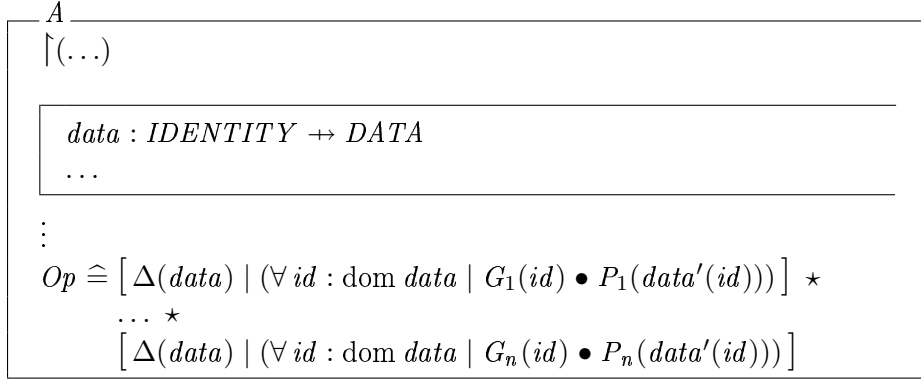 A
↾(…)
data : IDENTITY ⇸ DATA
…
⋮
Op ≙ [ Δ(data) | (∀ id : dom data | G₁(id) • P₁(data′(id))) ] ⋆
… ⋆
[ Δ(data) | (∀ id : dom data | Gₙ(id) • Pₙ(data′(id))) ]